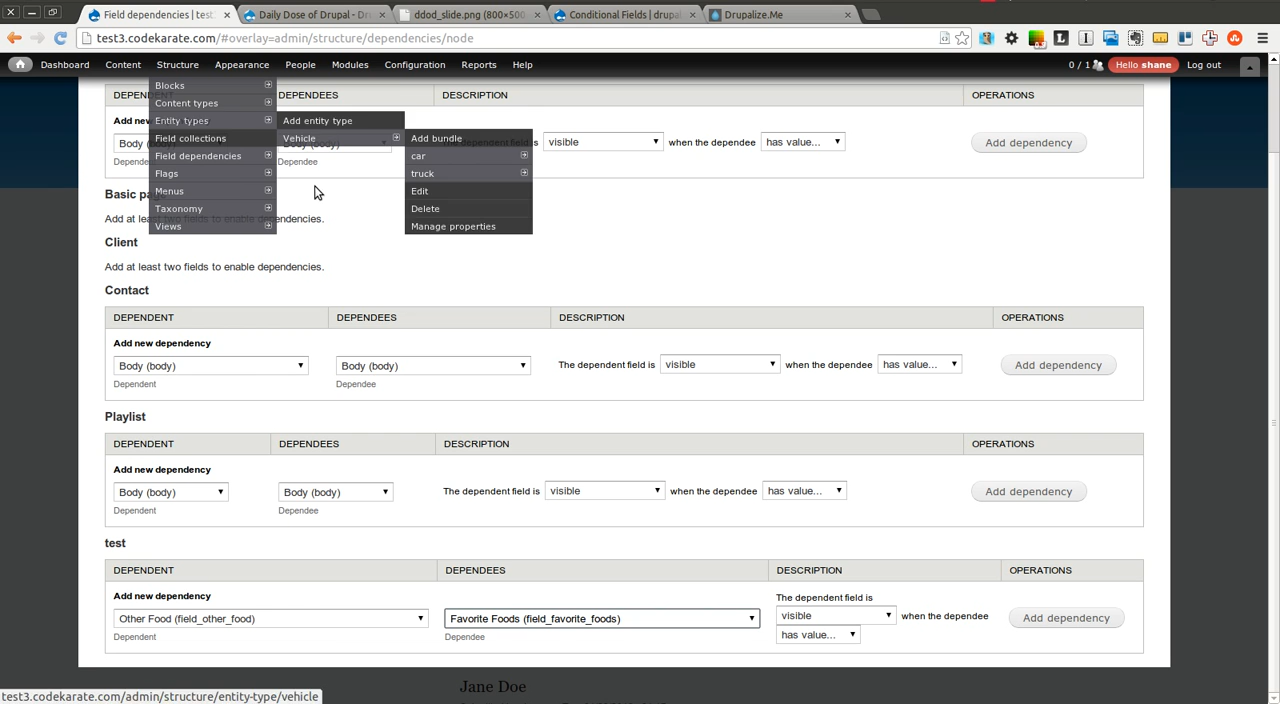 Field dependencies | test
Daily Dose of Drupal - Dr
ddod_slide.png (800×500
Conditional Fields | drupal
Drupalize.Me
test3.codekarate.com/#overlay=admin/structure/dependencies/node
Dashboard Content Structure Appearance People Modules Configuration Reports Help
0 / 1 Hello shane Log out
Blocks
Content types
Entity types
Field collections
Field dependencies
Flags
Menus
Taxonomy
Views
Add entity type
Vehicle
Add bundle
car
truck
Edit
Delete
Manage properties
DEPENDEES DESCRIPTION OPERATIONS
Add new
Body (b
visible when the dependee has value... Add dependency
Dependee
Basic pa
Add at least two fields to enable dependencies.
Client
Add at least two fields to enable dependencies.
Contact
DEPENDENT DEPENDEES DESCRIPTION OPERATIONS
Add new dependency
Body (body) Body (body) The dependent field is visible when the dependee has value... Add dependency
Dependent Dependee
Playlist
DEPENDENT DEPENDEES DESCRIPTION OPERATIONS
Add new dependency
Body (body) Body (body) The dependent field is visible when the dependee has value... Add dependency
Dependent Dependee
test
DEPENDENT DEPENDEES DESCRIPTION OPERATIONS
Add new dependency
The dependent field is
Other Food (field_other_food) Favorite Foods (field_favorite_foods) visible when the dependee Add dependency
Dependent Dependee has value...
Jane Doe
test3.codekarate.com/admin/structure/entity-type/vehicle